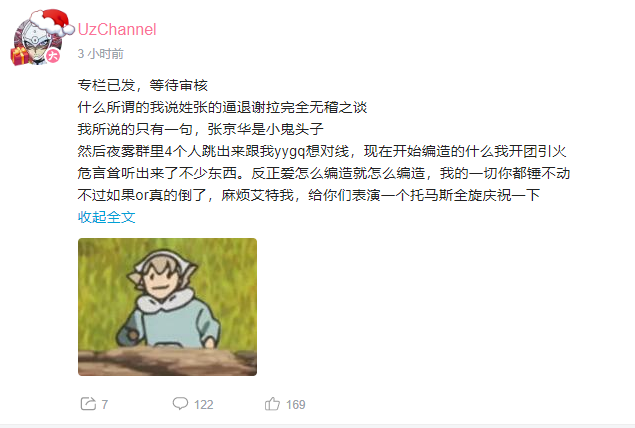 UzChannel
3 小时前
大
专栏已发，等待审核
什么所谓的我说姓张的逼退谢拉完全无稽之谈
我所说的只有一句，张京华是小鬼头子
然后夜雾群里4个人跳出来跟我yygq想对线，现在开始编造的什么我开团引火
危言耸听出来了不少东西。反正爱怎么编造就怎么编造，我的一切你都锤不动
不过如果or真的倒了，麻烦艾特我，给你们表演一个托马斯全旋庆祝一下
收起全文
7
122
169